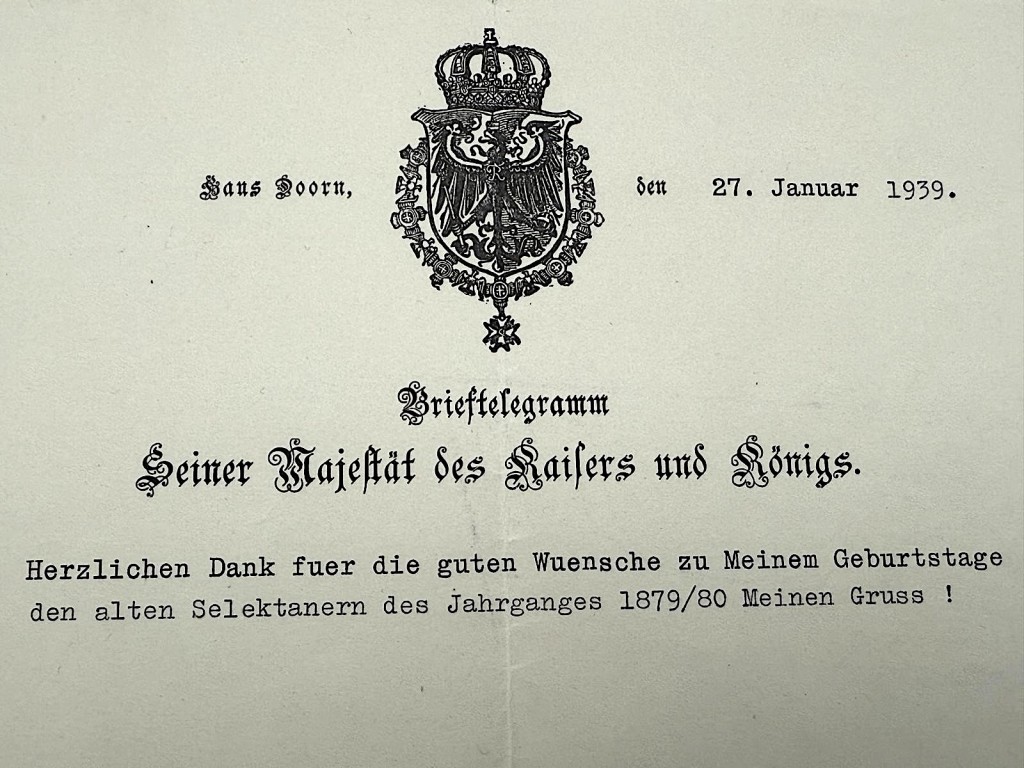 Haus Doorn, den 27. Januar 1939.
R
Brieftelegramm
Seiner Majestät des Kaisers und Königs.
Herzlichen Dank fuer die guten Wuensche zu Meinem Geburtstage
den alten Selektanern des Jahrganges 1879/80 Meinen Gruss !